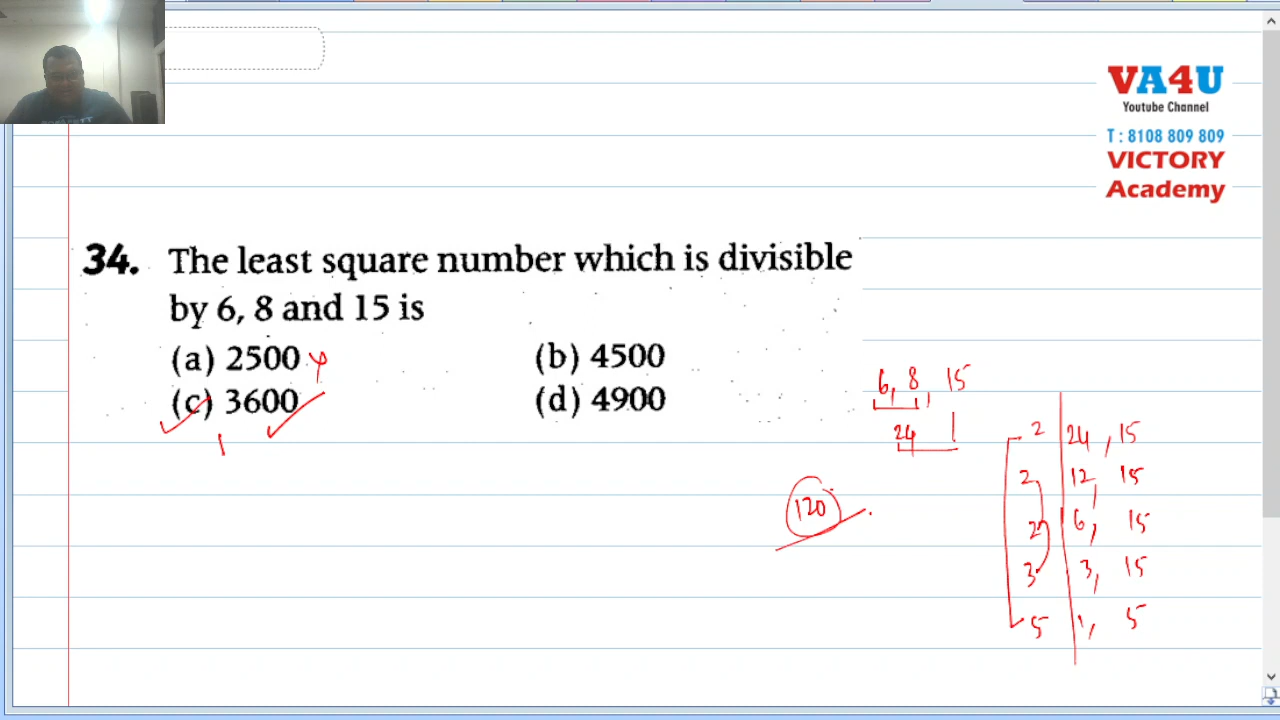 VA4U
Youtube Channel
T : 8108 809 809
VICTORY
Academy
34. The least square number which is divisible
by 6, 8 and 15 is
(a) 2500 (b) 4500
(c) 3600 (d) 4900
6, 8, 15
24
120
2 24, 15
2 12, 15
2 6, 15
3 3, 15
5 1, 5